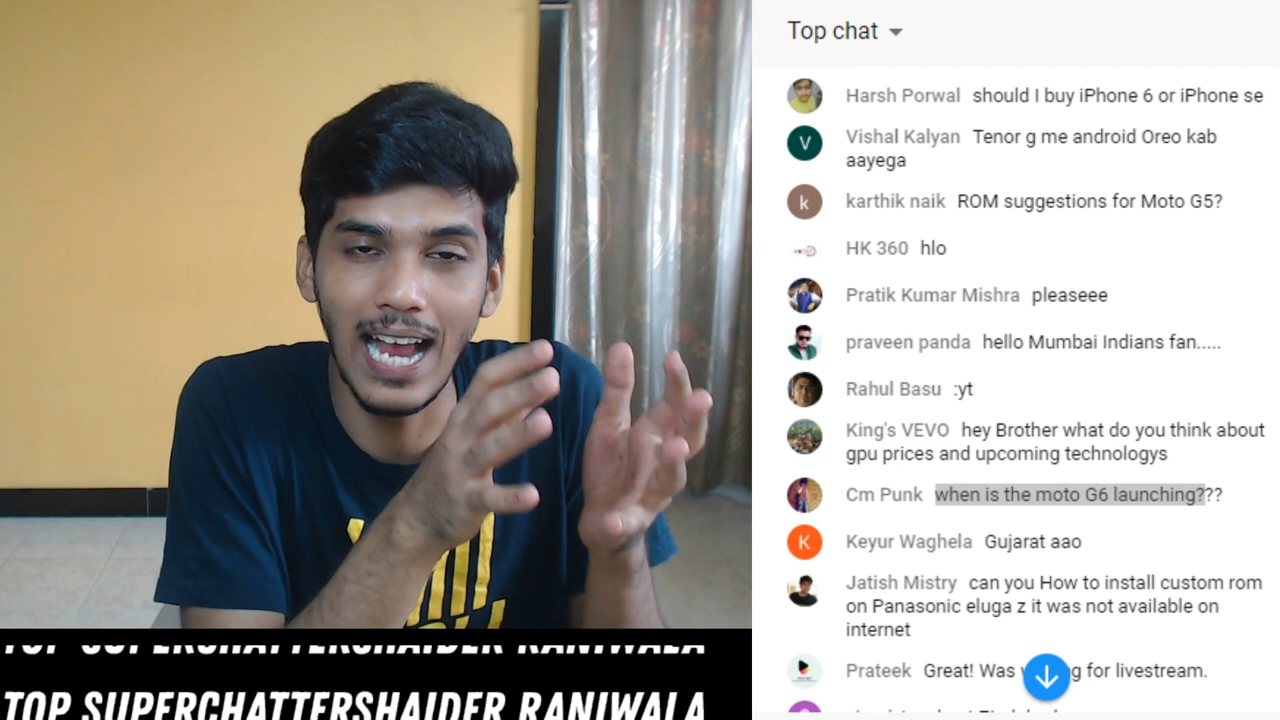 Top chat
Harsh Porwal should I buy iPhone 6 or iPhone se
V
Vishal Kalyan Tenor g me android Oreo kab
aayega
k
karthik naik ROM suggestions for Moto G5?
HK 360 hlo
Pratik Kumar Mishra pleaseee
praveen panda hello Mumbai Indians fan.....
Rahul Basu :yt
King's VEVO hey Brother what do you think about
gpu prices and upcoming technologys
Cm Punk when is the moto G6 launching???
K
Keyur Waghela Gujarat aao
Jatish Mistry can you How to install custom rom
on Panasonic eluga z it was not available on
internet
Prateek Great! Was for livestream.
TOP SUPERCHATTERSHAIDER RANIWALA
TOP SUPERCHATTERSHAIDER RANIWALA